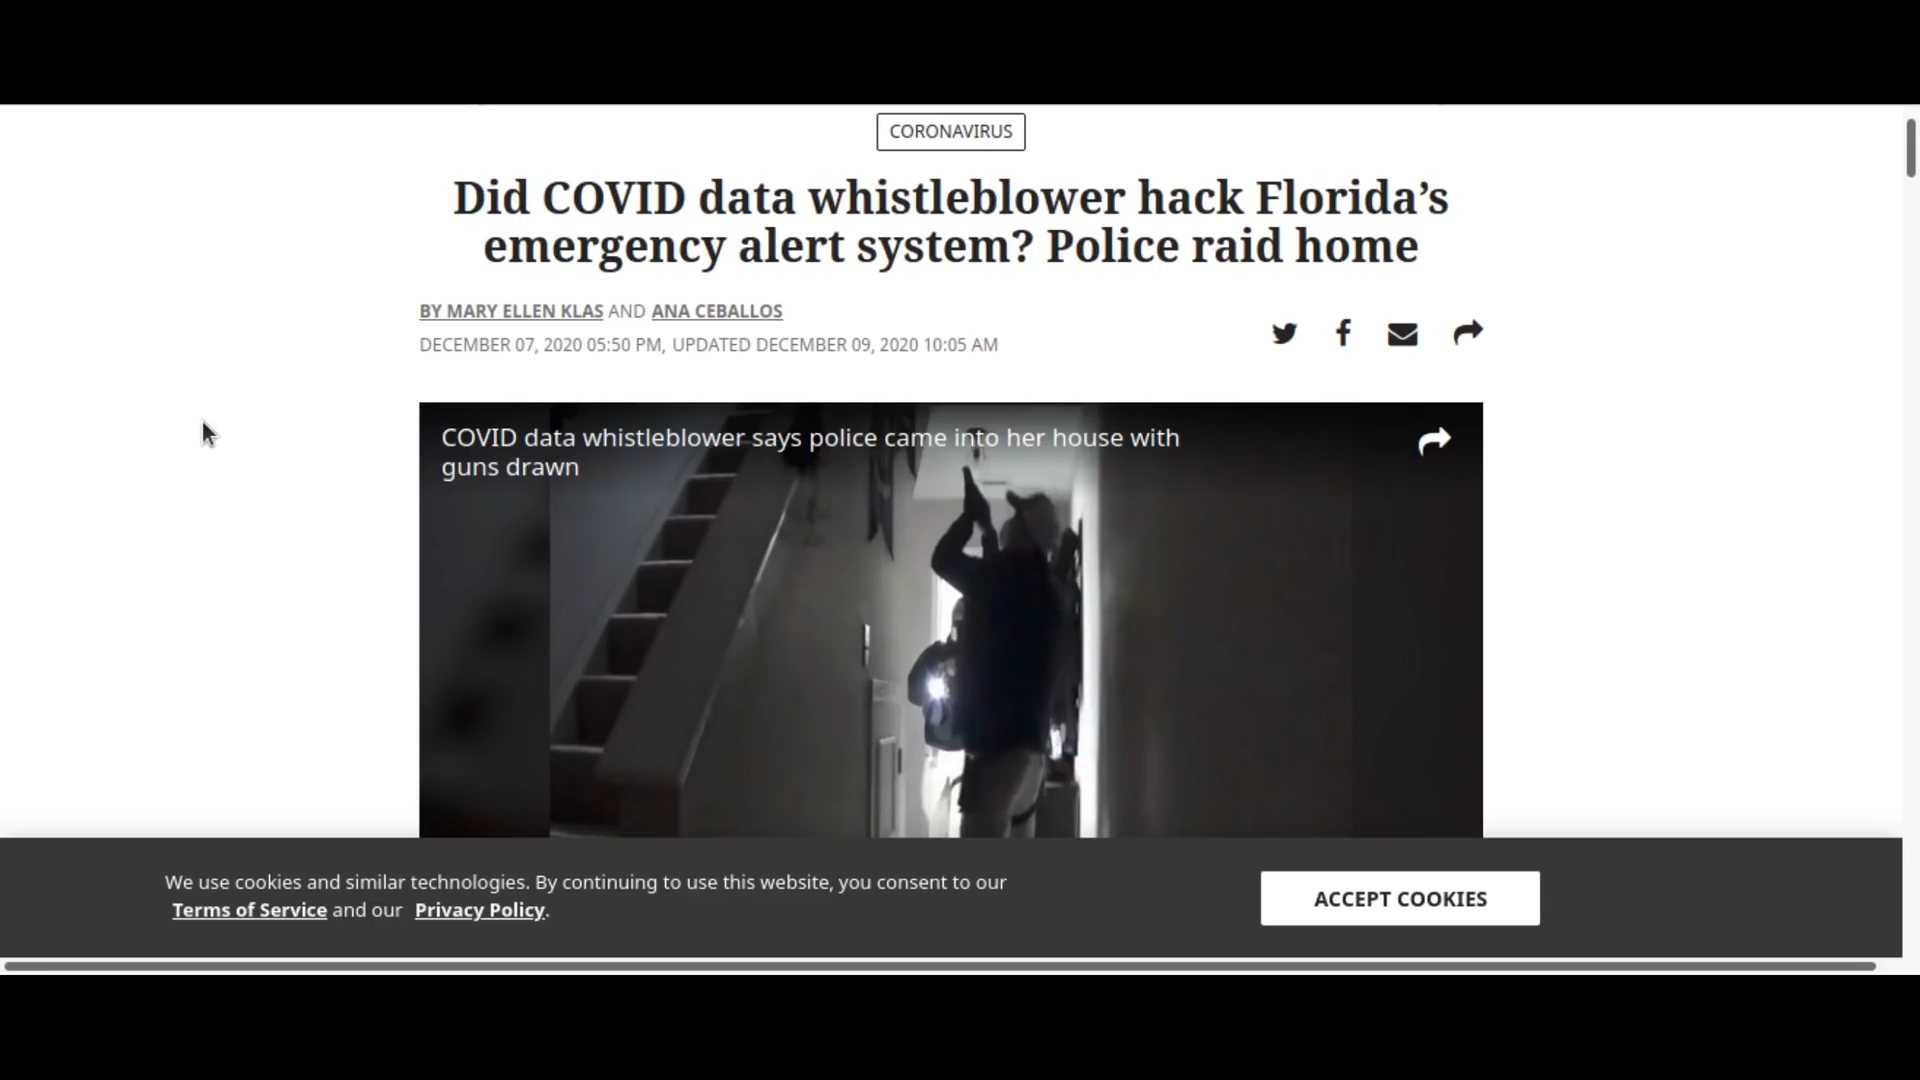 CORONAVIRUS
Did COVID data whistleblower hack Florida’s
emergency alert system? Police raid home
BY MARY ELLEN KLAS AND ANA CEBALLOS
DECEMBER 07, 2020 05:50 PM, UPDATED DECEMBER 09, 2020 10:05 AM
COVID data whistleblower says police came into her house with
guns drawn
We use cookies and similar technologies. By continuing to use this website, you consent to our
Terms of Service and our Privacy Policy.
ACCEPT COOKIES